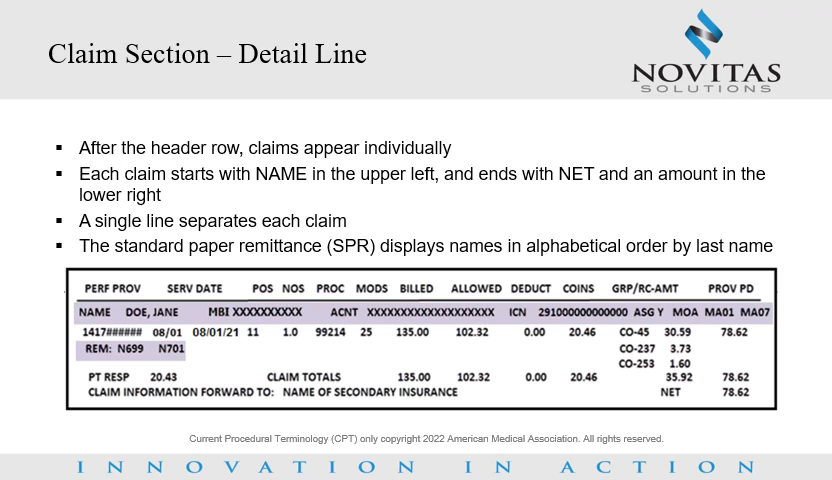 Claim Section – Detail Line
NOVITAS
SOLUTIONS
▪ After the header row, claims appear individually
▪ Each claim starts with NAME in the upper left, and ends with NET and an amount in the
lower right
▪ A single line separates each claim
▪ The standard paper remittance (SPR) displays names in alphabetical order by last name
PERF PROV SERV DATE POS NOS PROC MODS BILLED ALLOWED DEDUCT COINS GRP/RC-AMT PROV PD
NAME DOE, JANE MBI XXXXXXXXXX ACNT XXXXXXXXXXXXXXXXXXX ICN 291000000000000 ASG Y MOA MA01 MA07
1417###### 08/01 08/01/21 11 1.0 99214 25 135.00 102.32 0.00 20.46 CO-45 30.59 78.62
REM: N699 N701 CO-237 3.73
CO-253 1.60
PT RESP 20.43 CLAIM TOTALS 135.00 102.32 0.00 20.46 35.92 78.62
CLAIM INFORMATION FORWARD TO: NAME OF SECONDARY INSURANCE NET 78.62
Current Procedural Terminology (CPT) only copyright 2022 American Medical Association. All rights reserved.
INNOVATION IN ACTION